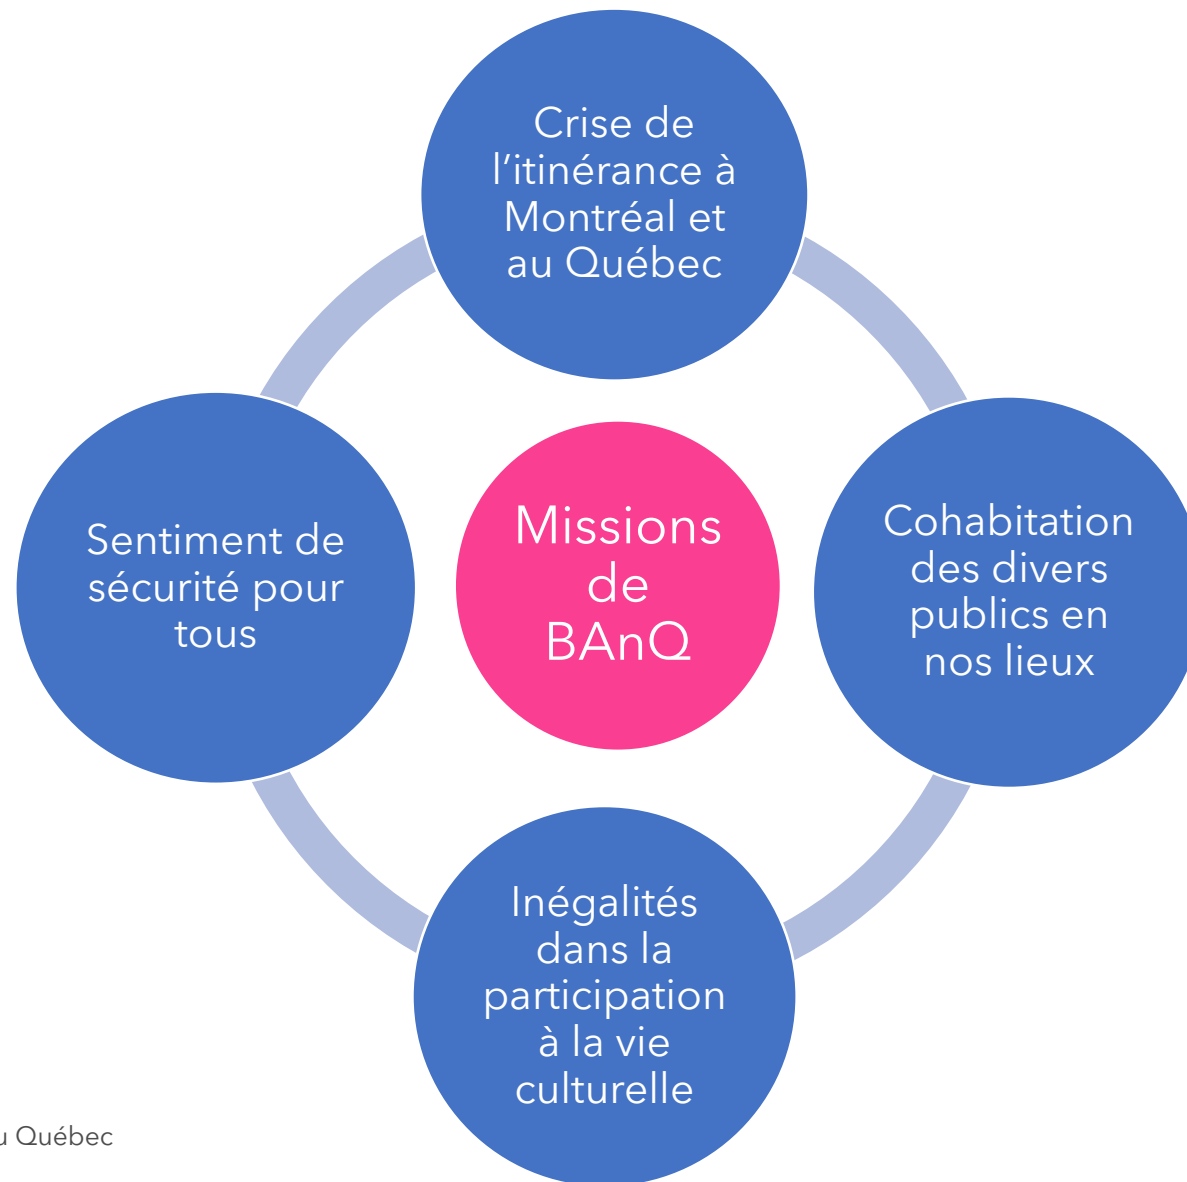 Crise de
l’itinérance à
Montréal et
au Québec
Sentiment de
sécurité pour
tous
Missions
de
BAnQ
Cohabitation
des divers
publics en
nos lieux
Inégalités
dans la
participation
à la vie
culturelle
Québec